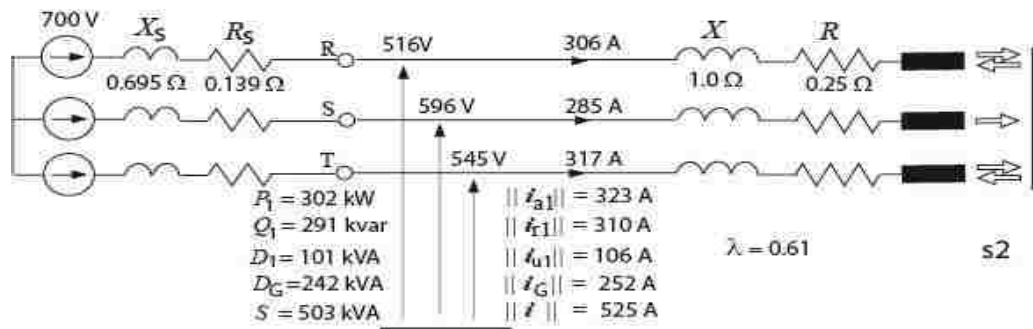 700 V X_S R_S R 516V 306 A X R
0.695 Ω 0.139 Ω 1.0 Ω 0.25 Ω
S 596 V 285 A
T 545 V 317 A
P_1 = 302 kW || i_a1 || = 323 A
Q_1 = 291 kvar || i_r1 || = 310 A
D_1 = 101 kVA || i_u1 || = 106 A λ = 0.61 s2
D_G = 242 kVA || i_G || = 252 A
S = 503 kVA || i || = 525 A